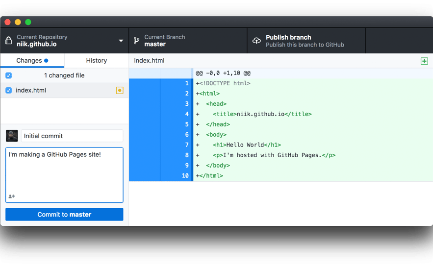 Current Repository
niik.github.io
Current Branch
master
Publish branch
Publish this branch to GitHub
Changes
History
1 changed file
index.html
Initial commit
I'm making a GitHub Pages site!
Commit to master
index.html
@@ -0,0 +1,10 @@
1 +<!DOCTYPE html>
2 +<html>
3 + <head>
4 + <title>niik.github.io</title>
5 + </head>
6 + <body>
7 + <h1>Hello World</h1>
8 + <p>I'm hosted with GitHub Pages.</p>
9 + </body>
10 +</html>